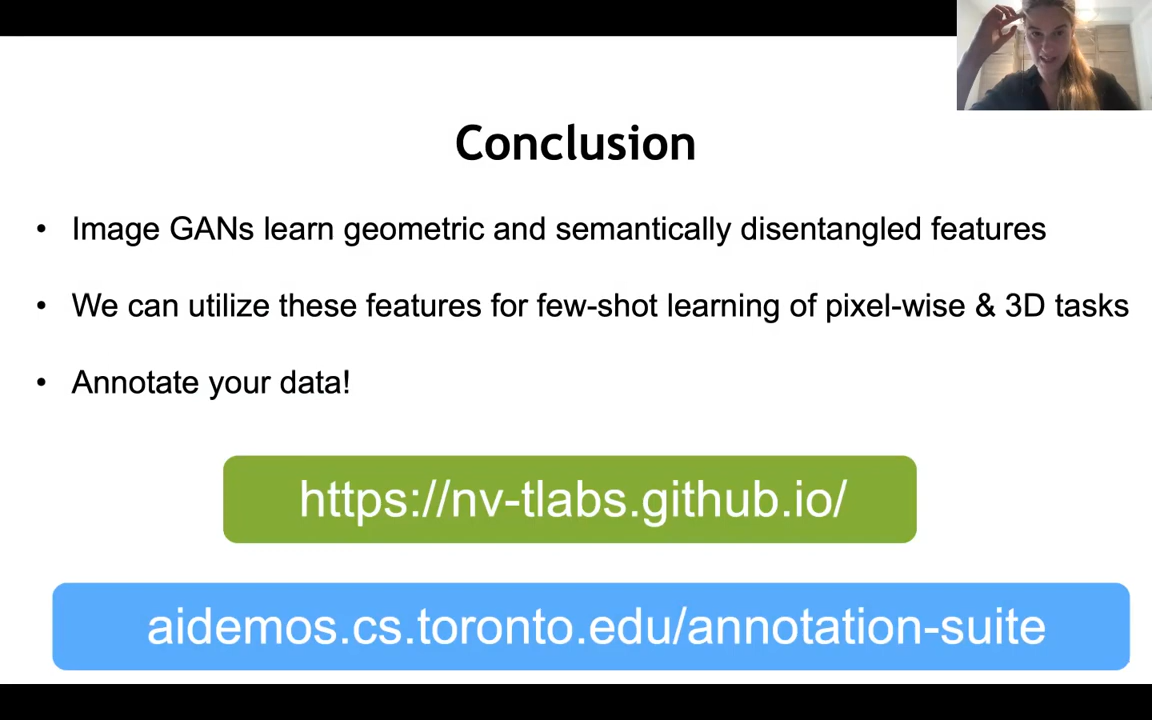 Conclusion
• Image GANs learn geometric and semantically disentangled features
• We can utilize these features for few-shot learning of pixel-wise & 3D tasks
• Annotate your data!
https://nv-tlabs.github.io/
aidemos.cs.toronto.edu/annotation-suite